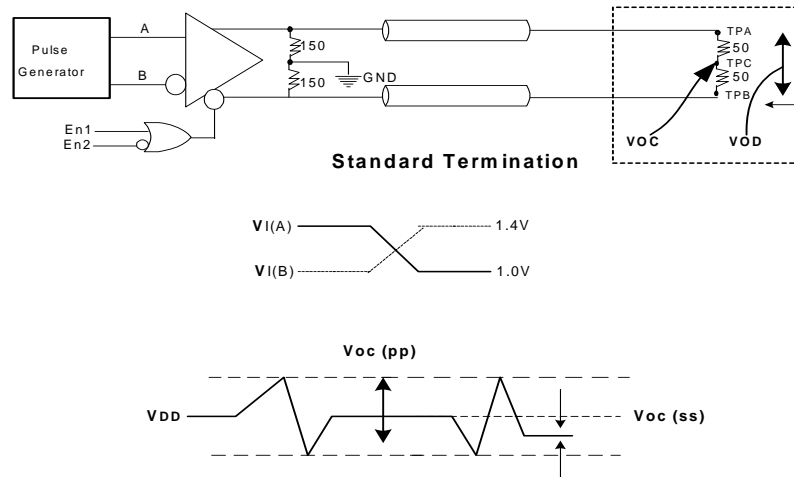 Pulse
Generator
A
B
En1
En2
150
150
GND
TPA
50
TPC
50
TPB
VOC
VOD
Standard Termination
VI(A)
1.4V
VI(B)
1.0V
Voc (pp)
VDD
Voc (ss)